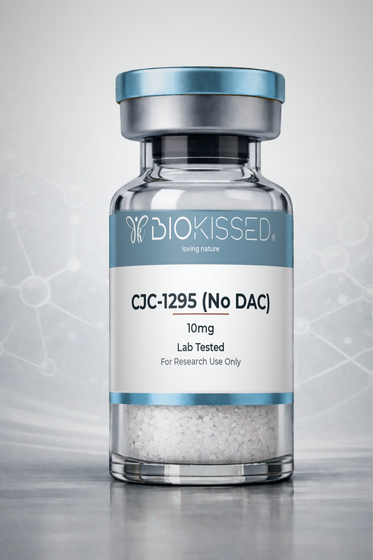 BIOKISSED®
loving nature
CJC-1295 (No DAC)
10mg
Lab Tested
For Research Use Only